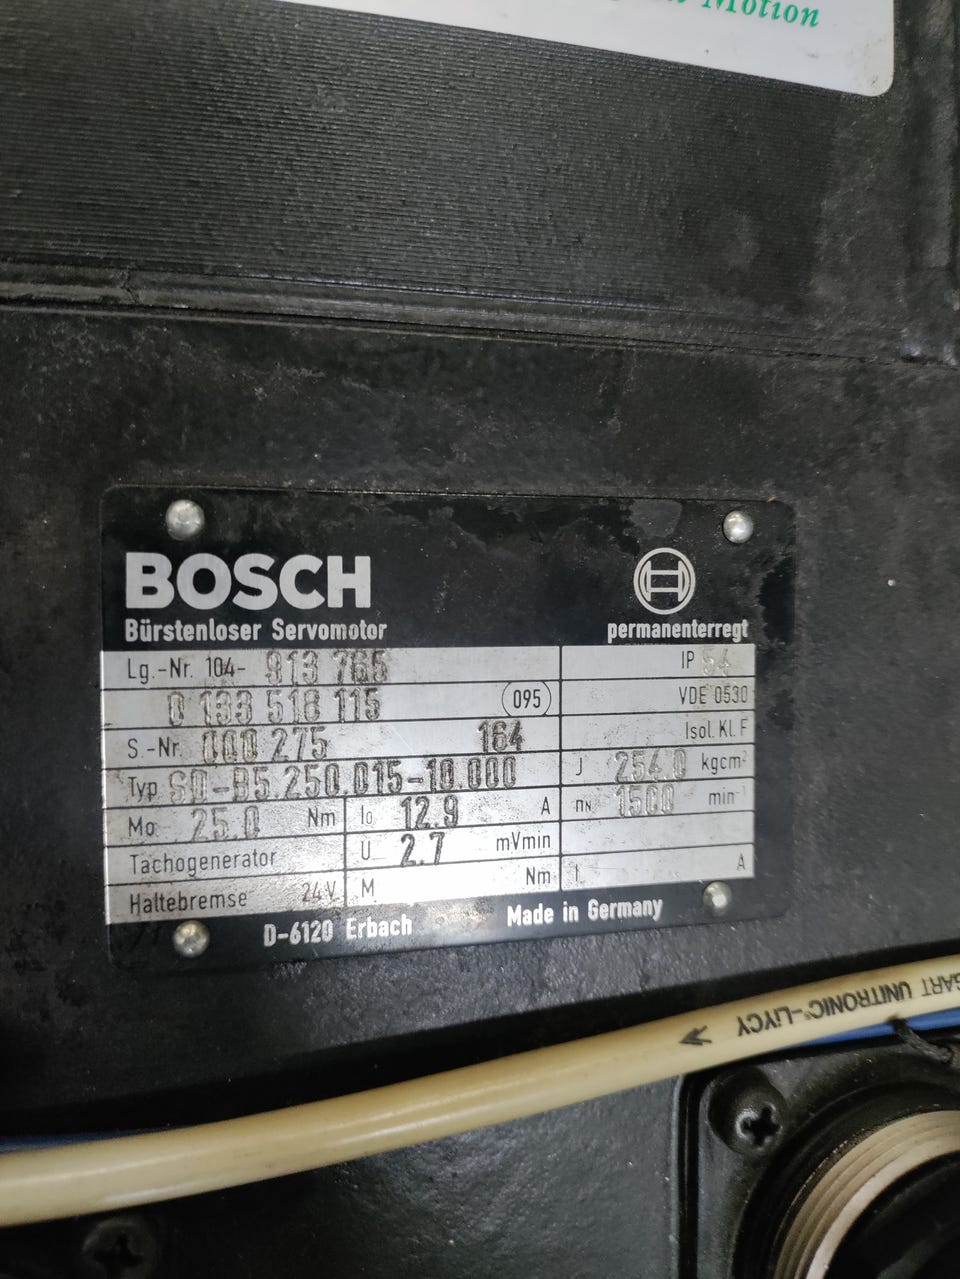 Motion
BOSCH
Bürstenloser Servomotor
permanenterregt
Lg.-Nr. 104- 913 765
IP 54
0 133 518 115 095
VDE 0530
S.-Nr. 000 275 164
Isol. Kl. F
Typ SD-B5.250.015-10.000
J 254.0 kgcm²
Mo 25.0 Nm Io 12.9 A
nN 1500 min⁻¹
Tachogenerator U 2.7 mVmin
Haltebremse 24V M Nm I A
D-6120 Erbach Made in Germany
UNITRONIC®-LiYCY